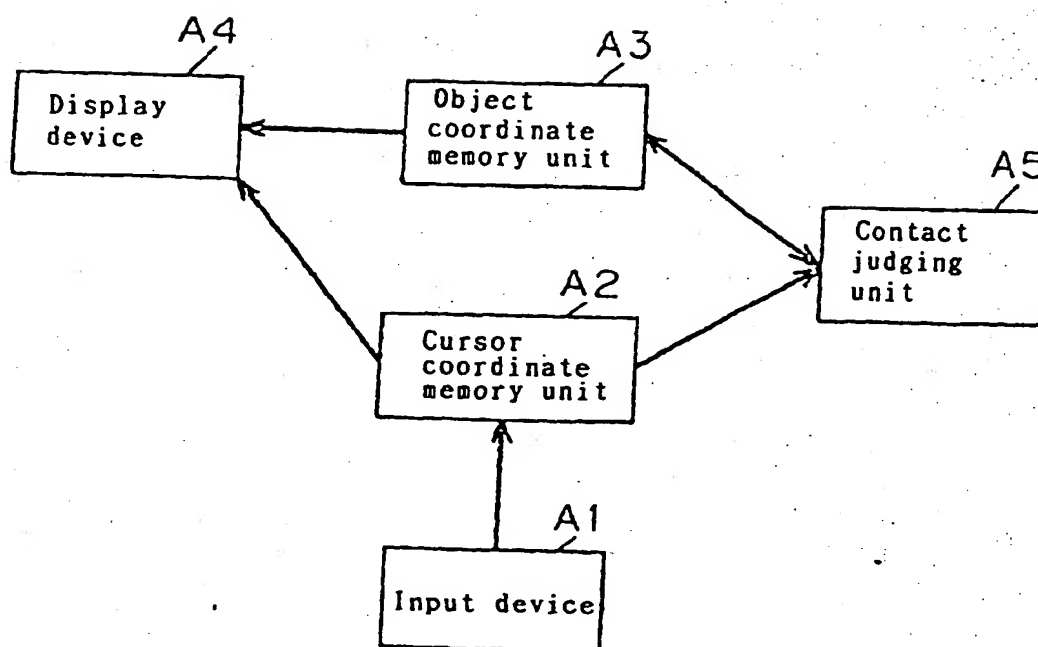 A4
Display
device
A3
Object
coordinate
memory unit
A5
Contact
judging
unit
A2
Cursor
coordinate
memory unit
A1
Input device